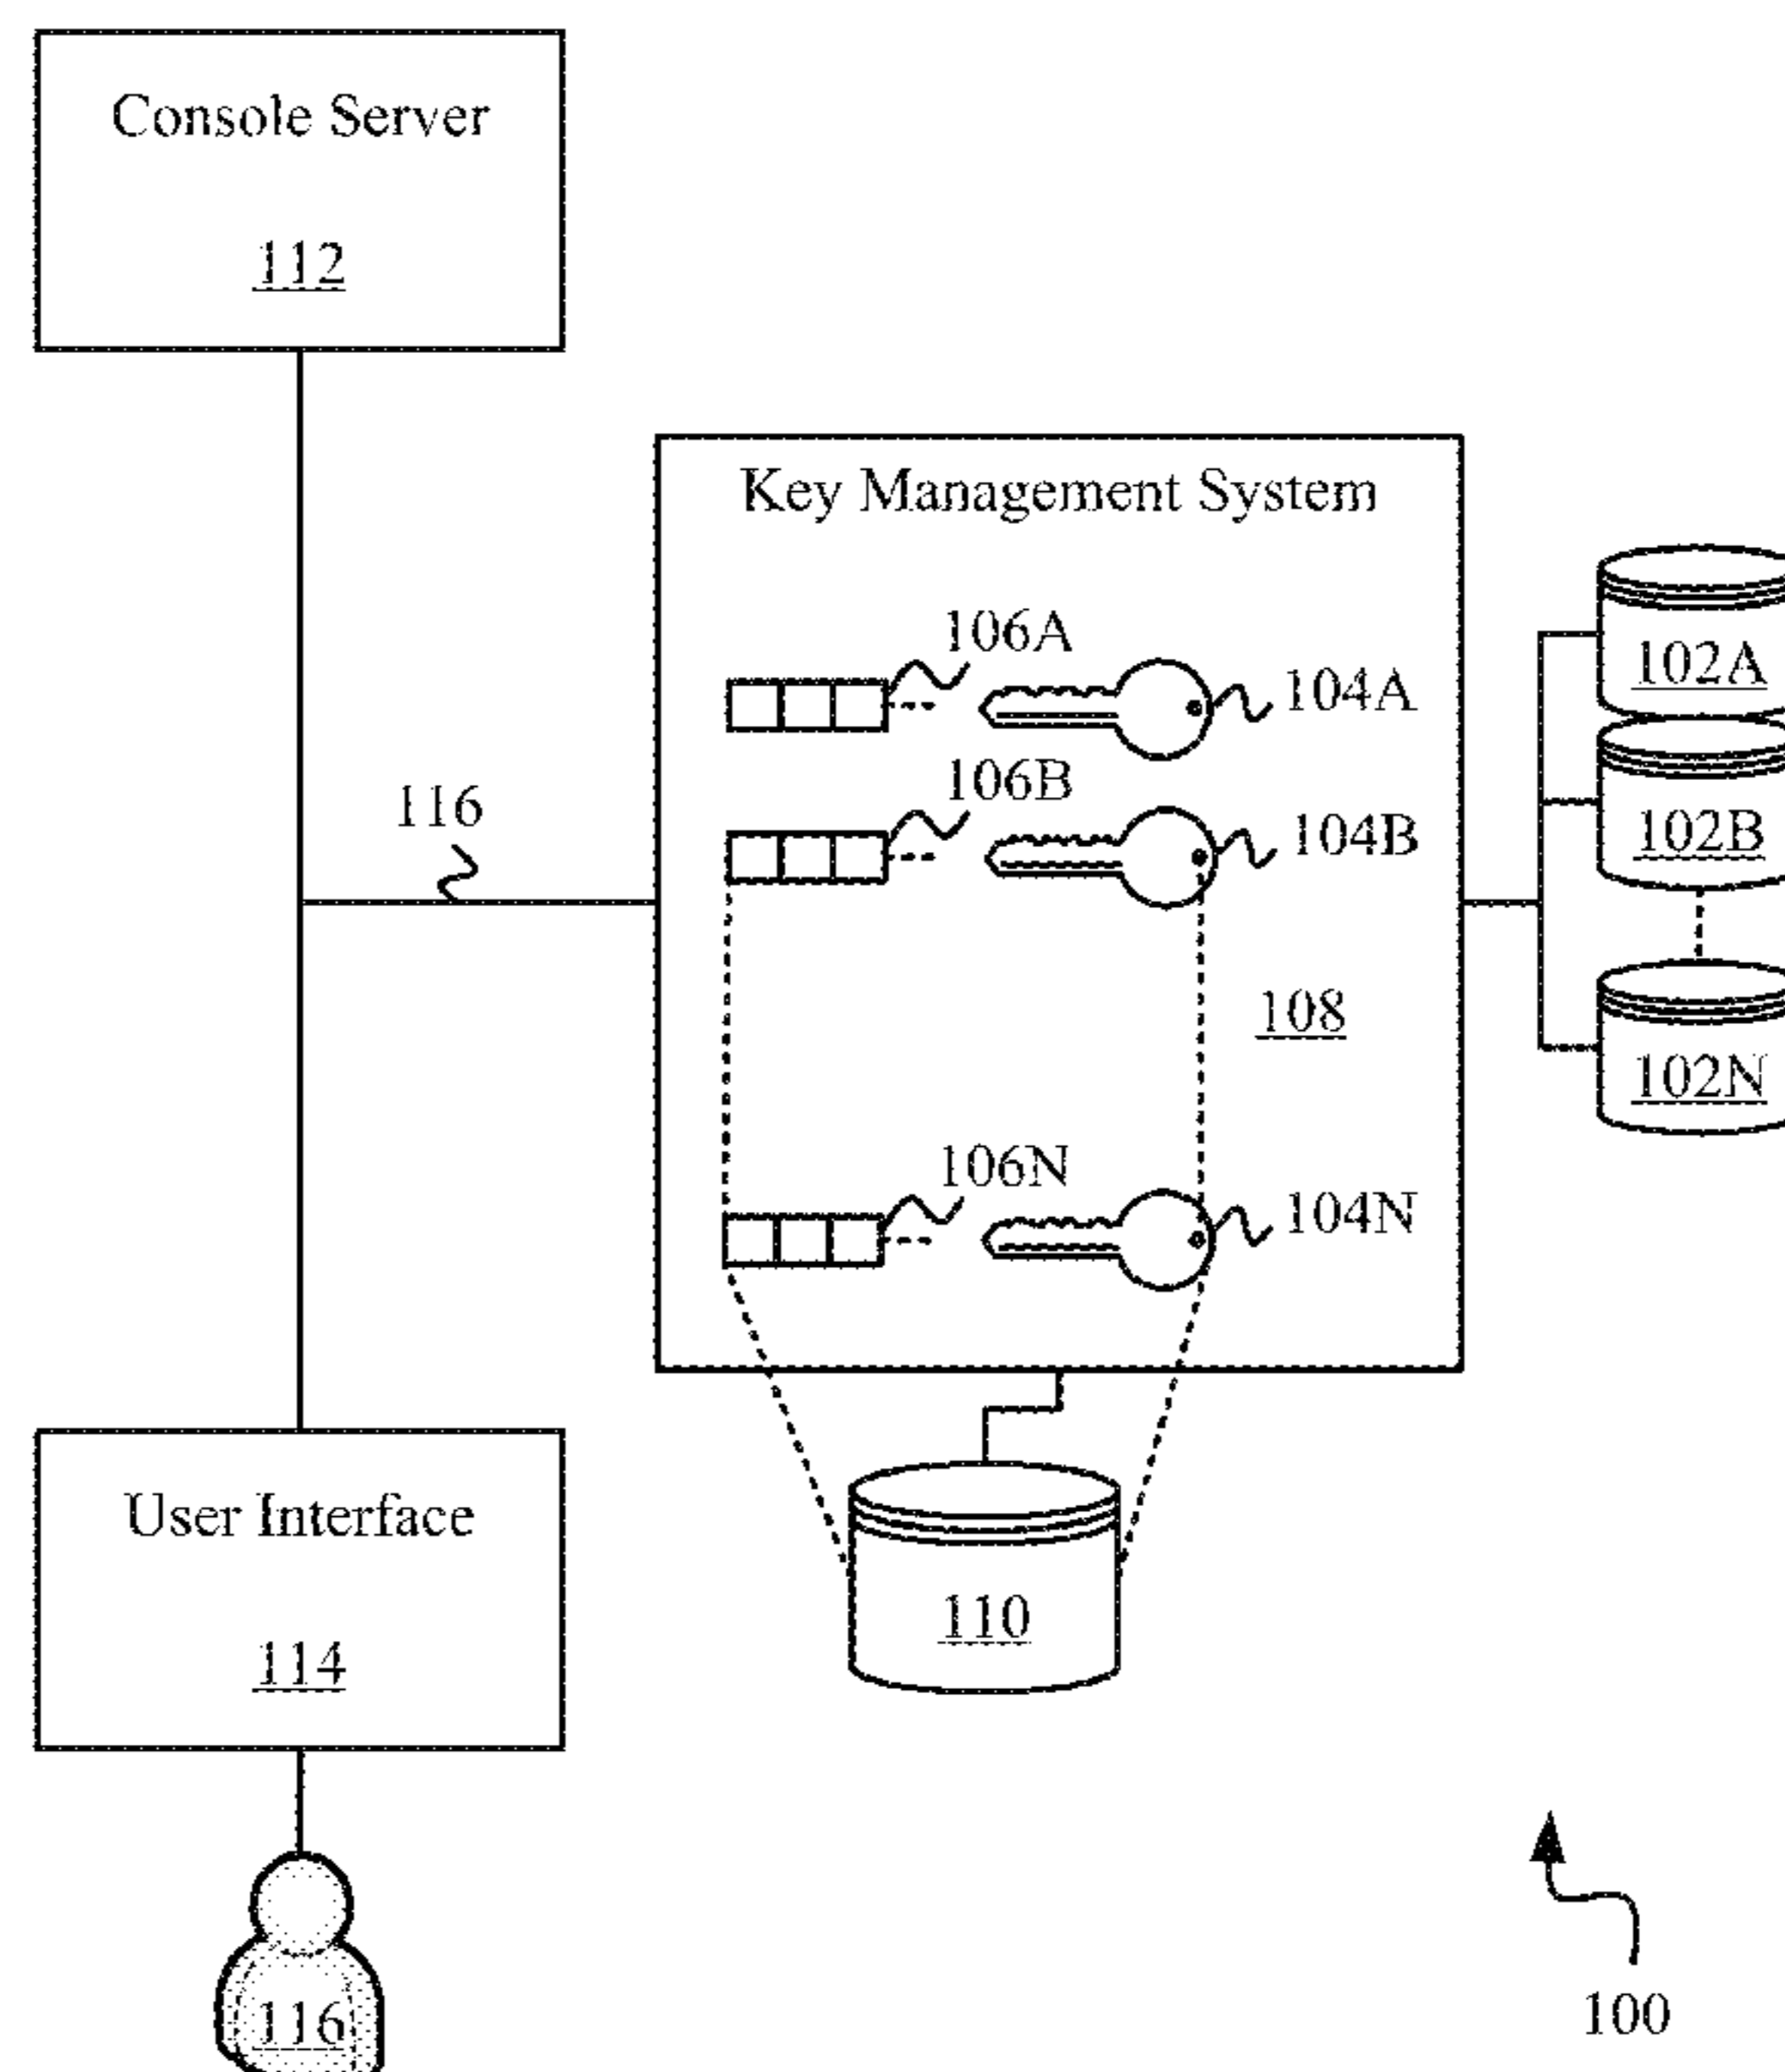 Console Server
112
Key Management System
106A
104A
102A
106B
104B
116
102B
108
102N
106N
104N
User Interface
114
110
116
100